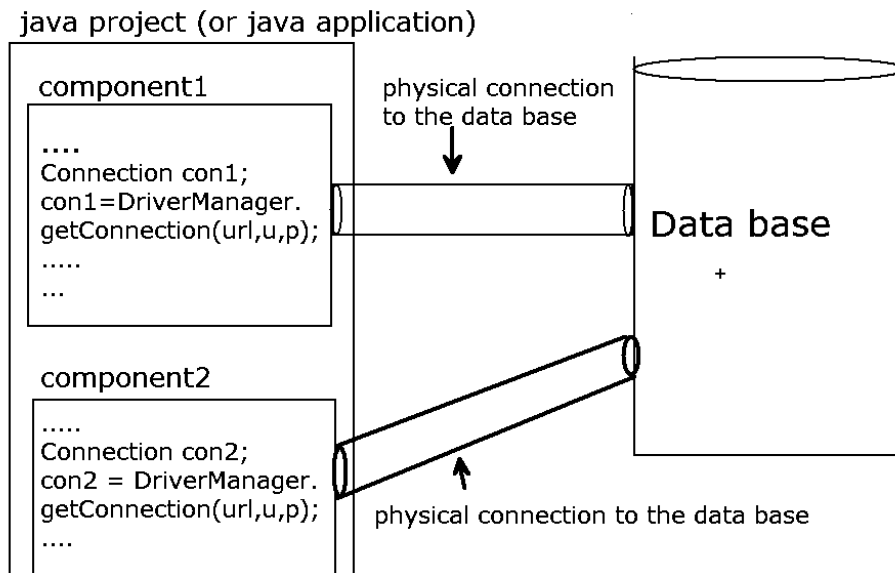 java project (or java application)
component1
....
Connection con1;
con1=DriverManager.
getConnection(url,u,p);
.....
...
physical connection
to the data base
Data base
+
component2
.....
Connection con2;
con2 = DriverManager.
getConnection(url,u,p);
....
physical connection to the data base